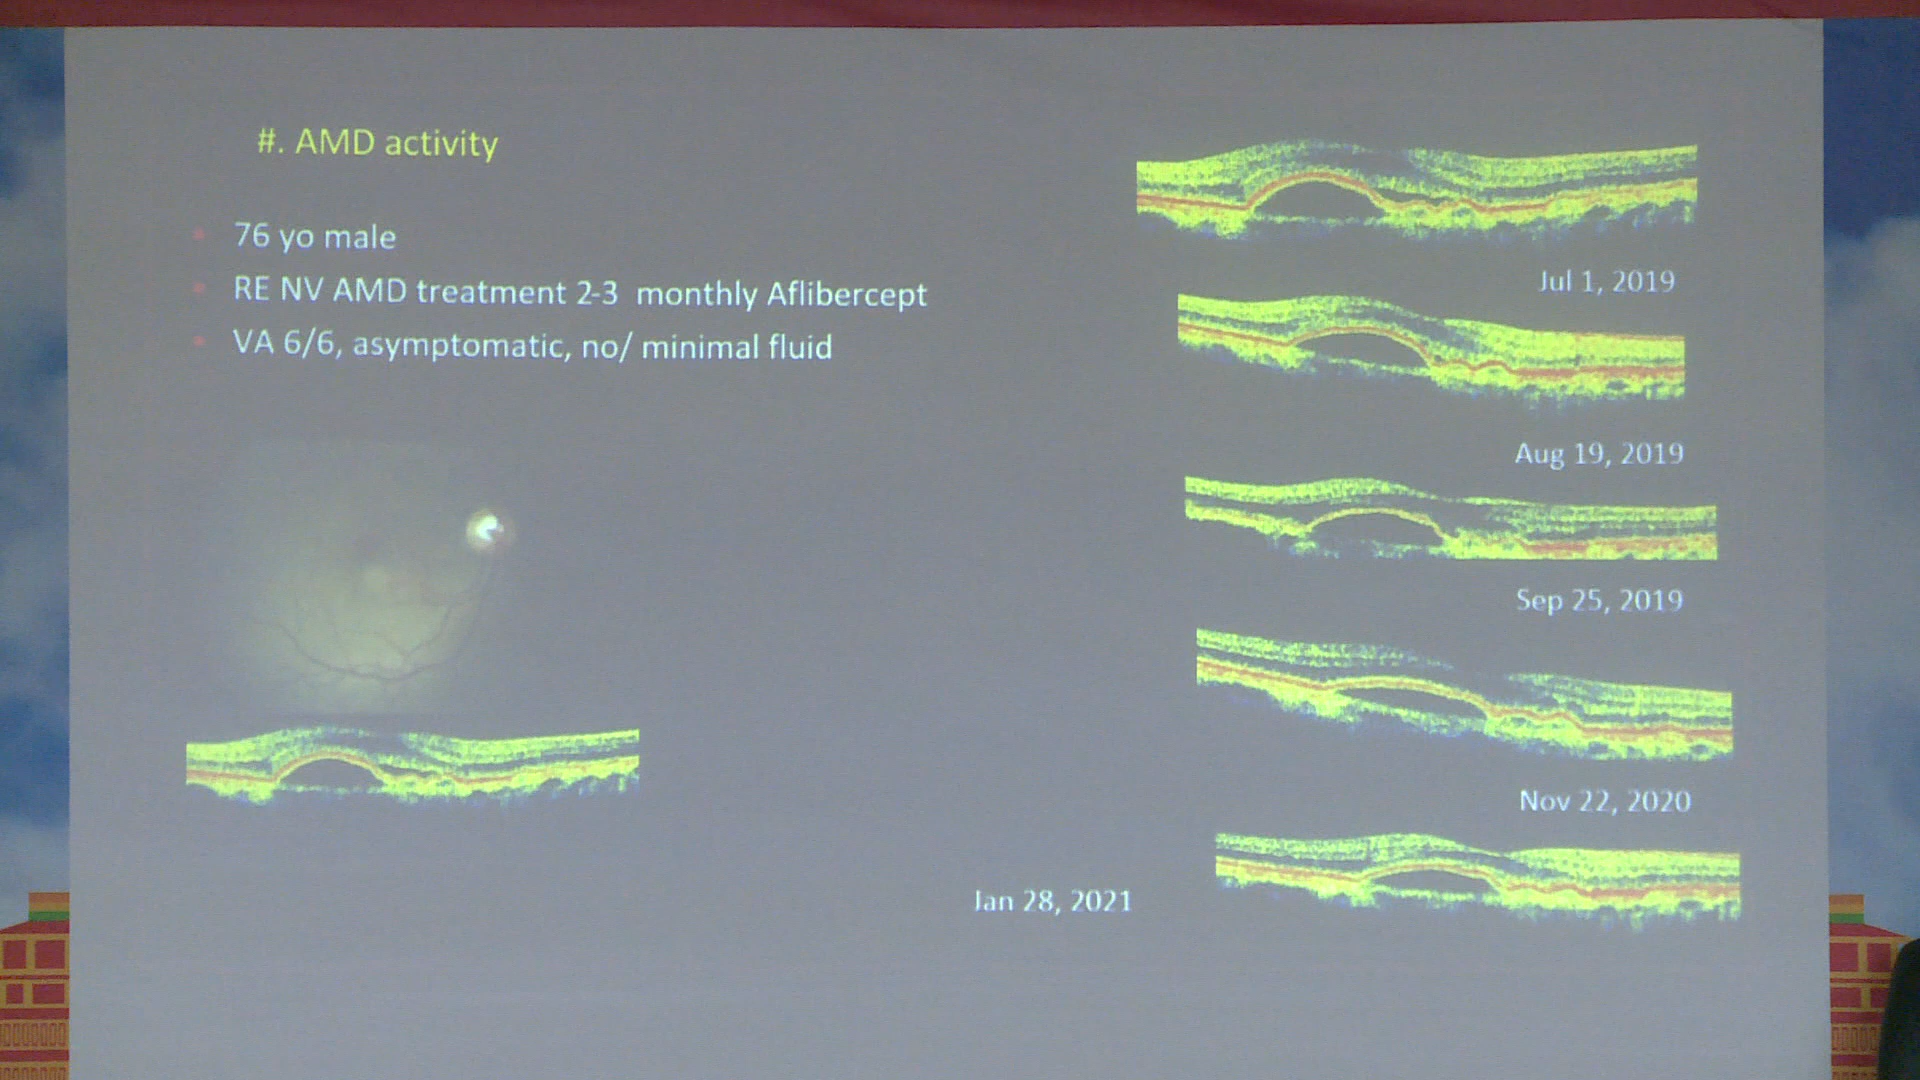 #. AMD activity
76 yo male
RE NV AMD treatment 2-3 monthly Aflibercept
VA 6/6, asymptomatic, no/ minimal fluid
Jul 1, 2019
Aug 19, 2019
Sep 25, 2019
Nov 22, 2020
Jan 28, 2021